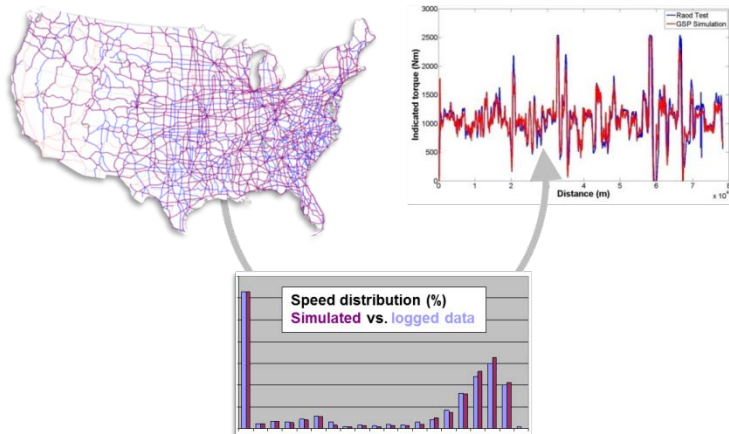 3000
2500
2000
1500
1000
500
0
Indicated torque (Nm)
Raod Test
GSP Simulation
0 1 2 3 4 5 6 7 8
Distance (m)
x 10
Speed distribution (%)
Simulated vs. logged data